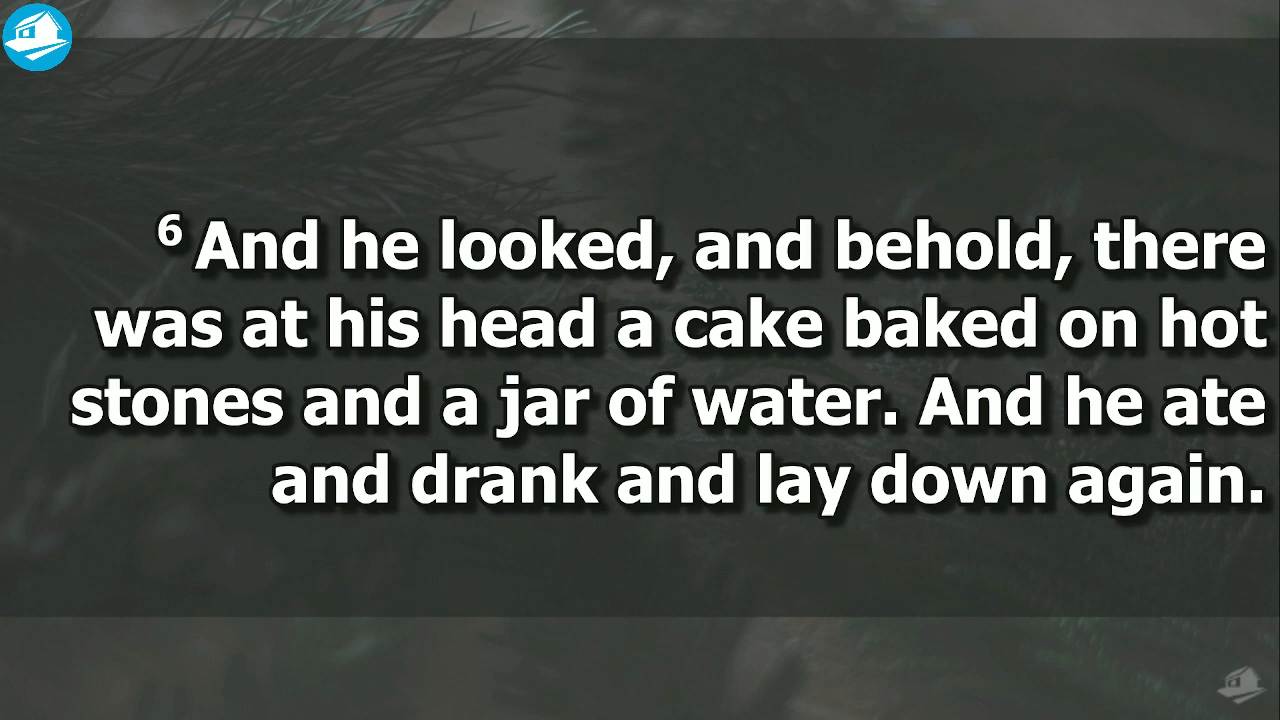 6 And he looked, and behold, there
was at his head a cake baked on hot
stones and a jar of water. And he ate
and drank and lay down again.